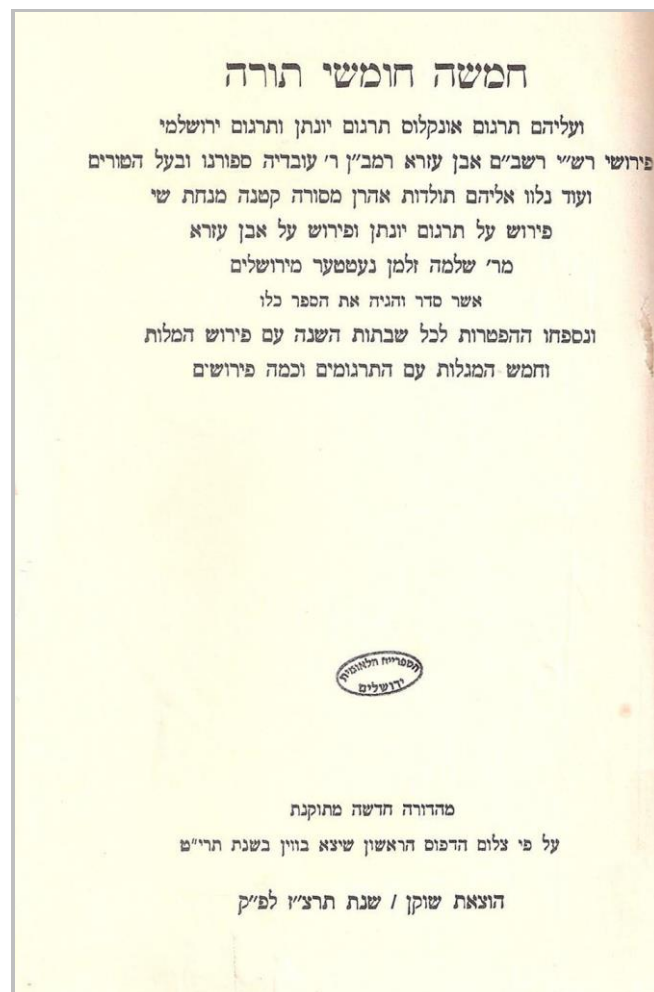 חמשה חומשי תורה
ועליהם תרגום אונקלוס תרגום יונתן ותרגום ירושלמי
פירושי רש״י רשב״ם אבן עזרא רמב״ן ר׳ עובדיה ספורנו ובעל הטורים
ועוד נלוו אליהם תולדות אהרן מסורה קטנה מנחת שי
פירוש על תרגום יונתן ופירוש על אבן עזרא
מר׳ שלמה זלמן נעטטער מירושלים
אשר סדר והגיה את הספר כלו
ונספחו ההפטרות לכל שבתות השנה עם פירוש המלות
וחמש המגלות עם התרגומים וכמה פירושים
הספרייה הלאומית
ירושלים
מהדורה חדשה מתוקנת
על פי צלום הדפוס הראשון שיצא בווין בשנת תרי״ט
הוצאת שוקן / שנת תרצ״ז לפ״ק